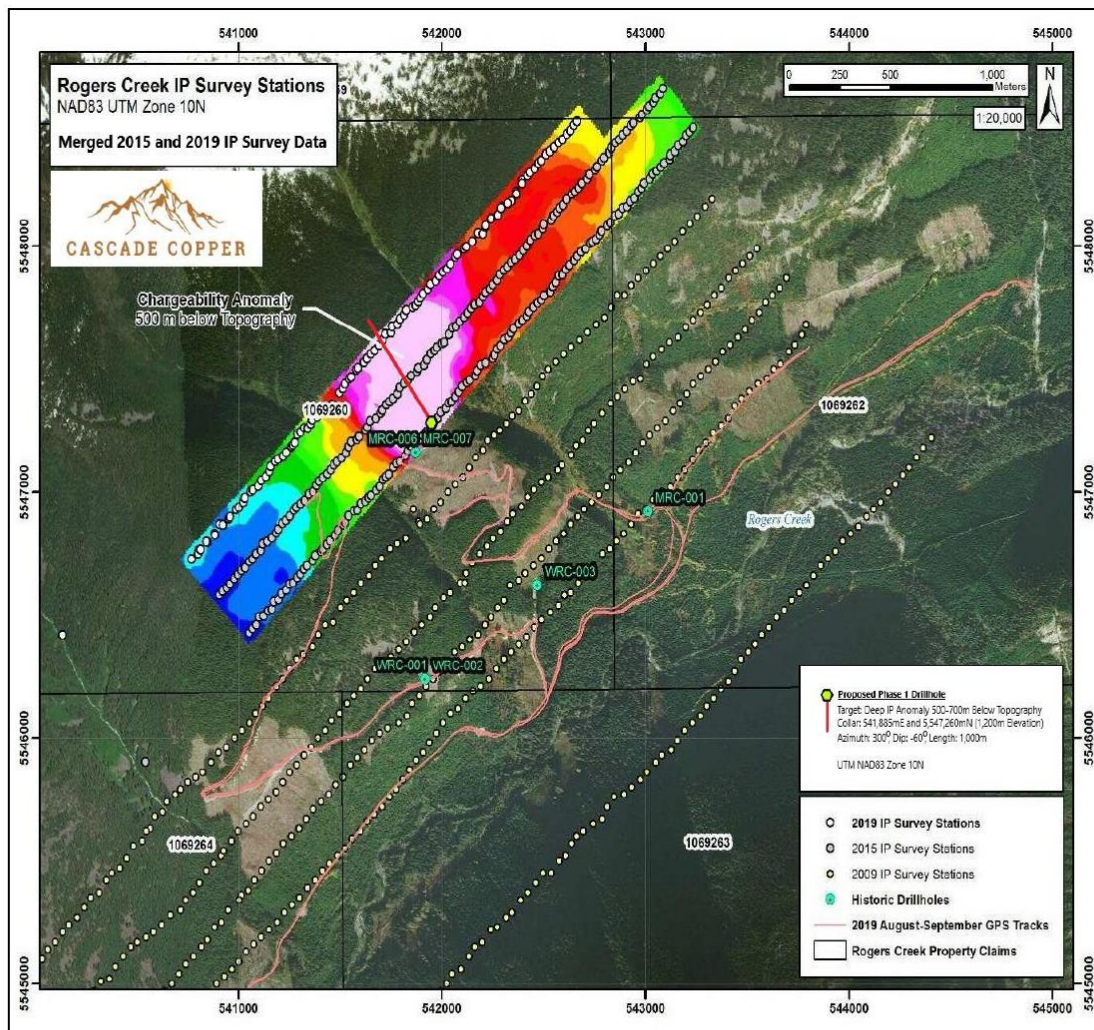 541000 542000 543000 544000 545000
Rogers Creek IP Survey Stations
NAD83 UTM Zone 10N
Merged 2015 and 2019 IP Survey Data
0 250 500 1,000
Meters
N
1:20,000
CASCADE COPPER
5548000
5548000
Chargeability Anomaly
500 m below Topography
1069260
1069262
MRC-006 MRC-007
5547000
5547000
MRC-001
Rogers Creek
WRC-003
WRC-001 WRC-002
Proposed Phase 1 Drillhole
Target: Deep IP Anomaly 500-700m Below Topography
Collar: 541,885mE and 5,547,260mN (1,200m Elevation)
Azimuth: 300⁰, Dip: -60⁰, Length: 1,000m
UTM NAD83 Zone 10N
5546000
5546000
1069264
1069263
2019 IP Survey Stations
2015 IP Survey Stations
2009 IP Survey Stations
Historic Drillholes
2019 August-September GPS Tracks
Rogers Creek Property Claims
5545000
5545000
541000 542000 543000 544000 545000